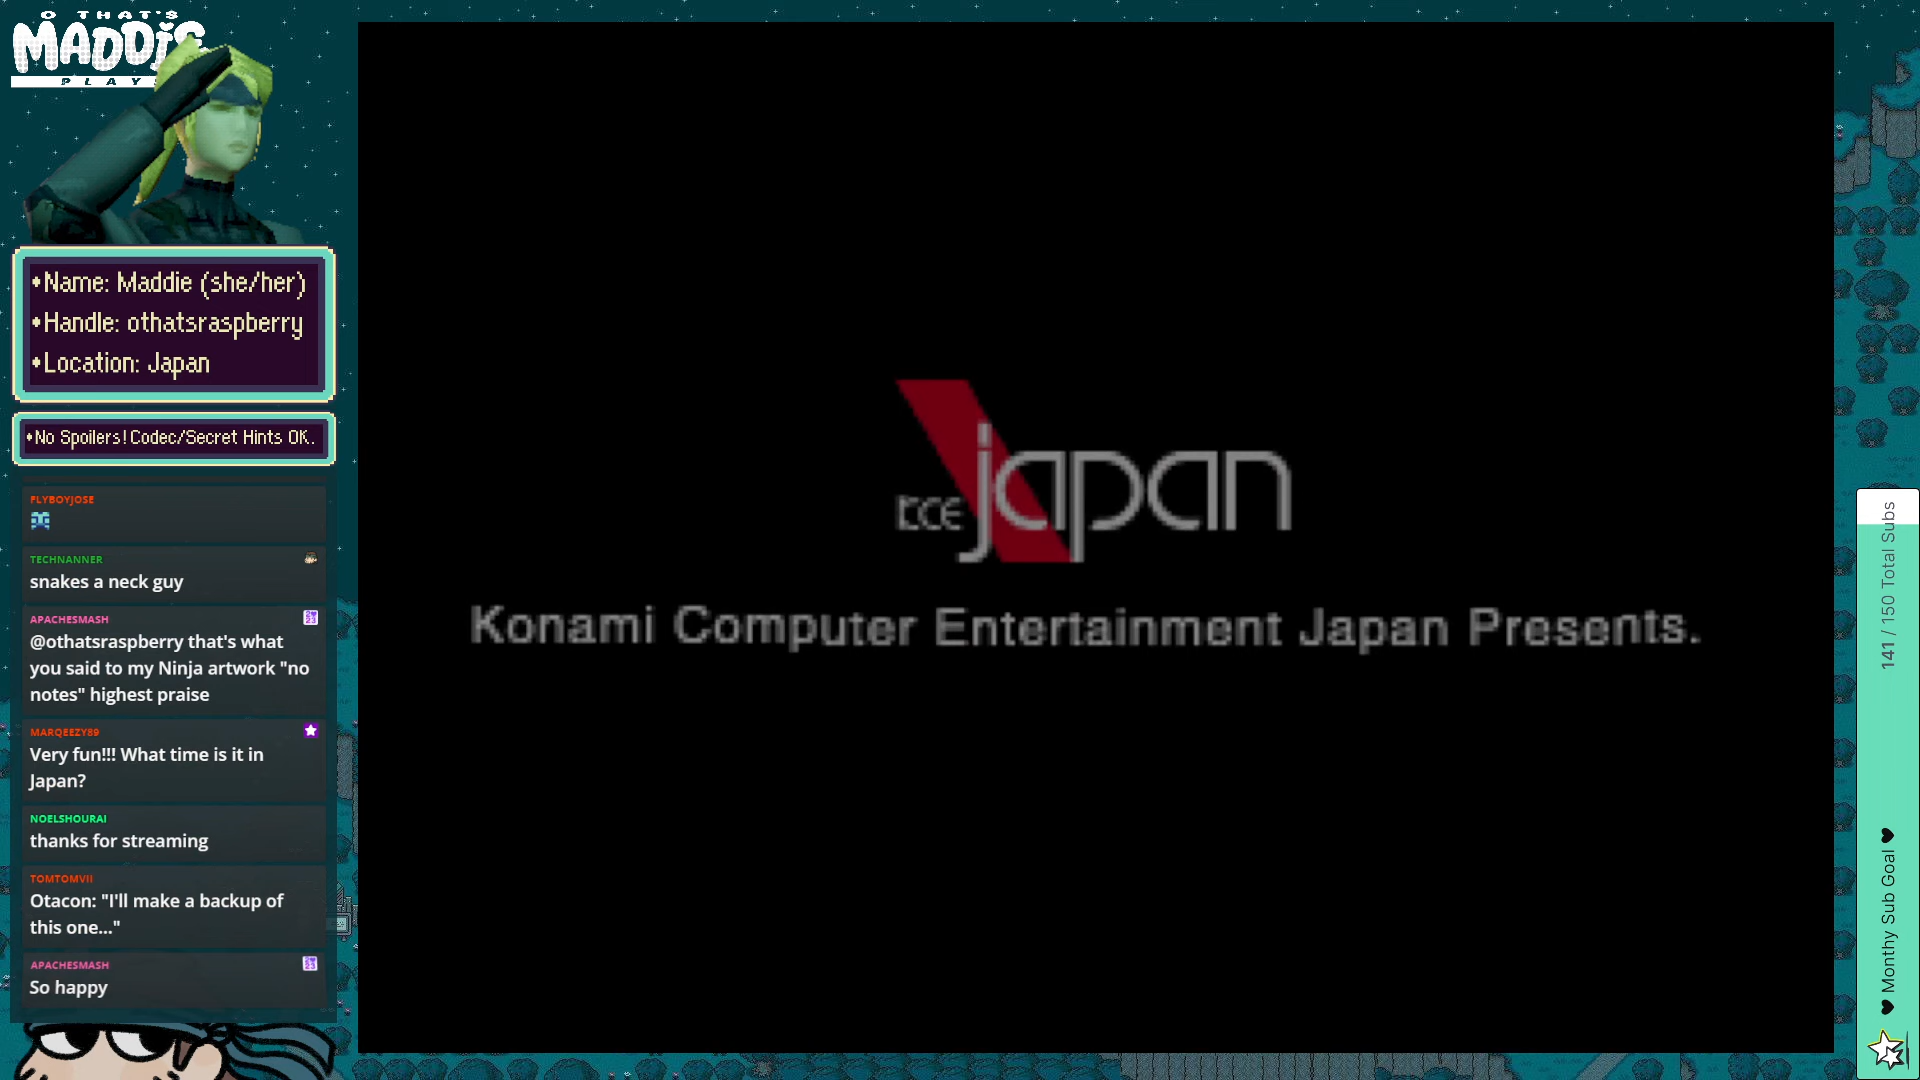 O THAT'S
MADDIE
PLAYS
•Name: Maddie (she/her)
•Handle: othatsraspberry
•Location: Japan
•No Spoilers! Codec/Secret Hints OK.
FLYBOYJOSE
TECHNANNER
snakes a neck guy
APACHESMASH
@othatsraspberry that's what
you said to my Ninja artwork "no
notes" highest praise
MARQEEZY89
Very fun!!! What time is it in
Japan?
NOELSHOURAI
thanks for streaming
TOMTOMVII
Otacon: "I'll make a backup of
this one..."
APACHESMASH
So happy
KCE japan
Konami Computer Entertainment Japan Presents.
141 / 150 Total Subs
♥ Monthy Sub Goal ♥